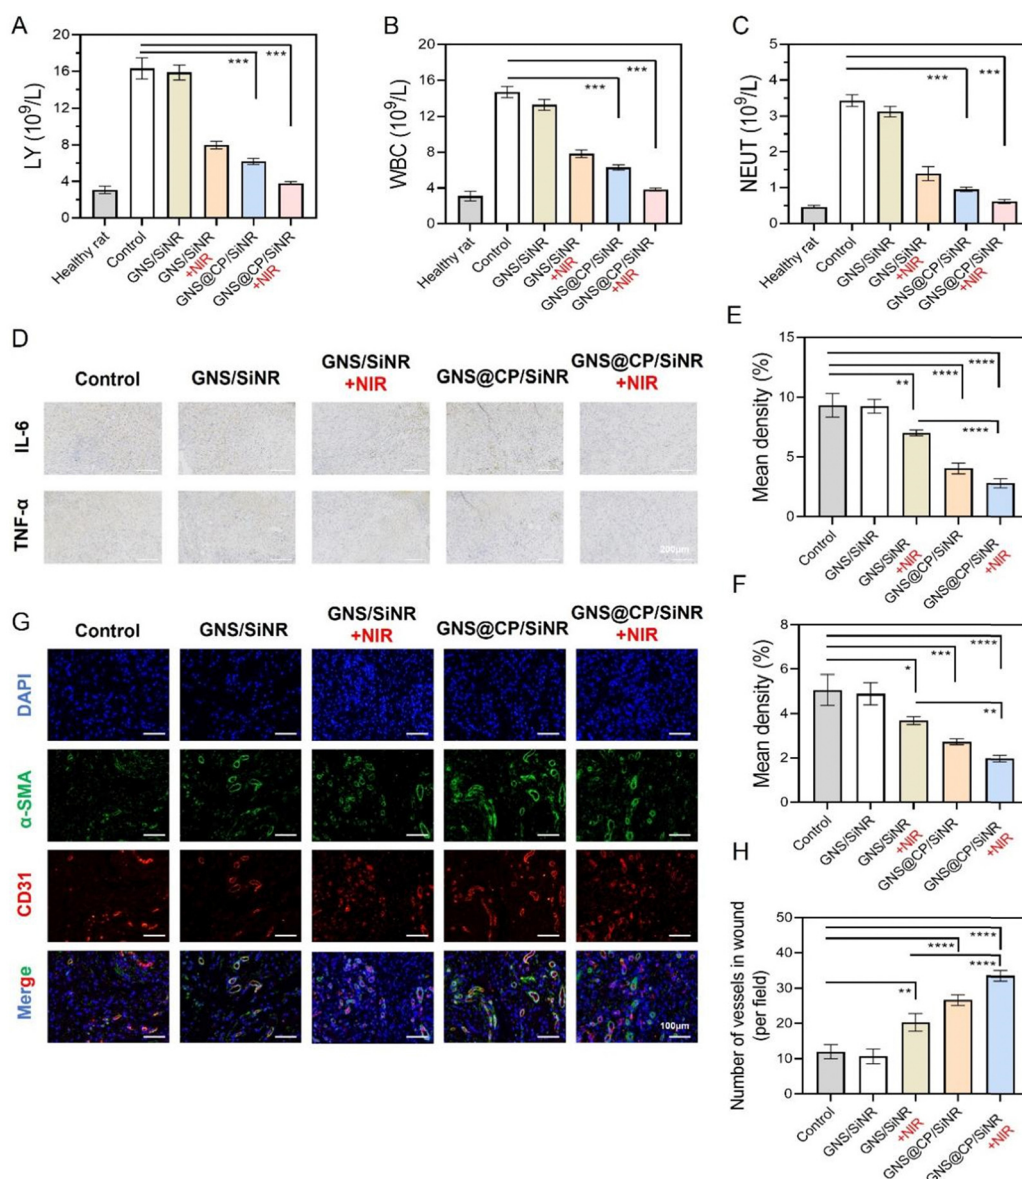 A
LY (10⁹/L)
20
16
12
8
4
0
***
***
Healthy rat
Control
GNS/SiNR
GNS/SiNR
+NIR
GNS@CP/SiNR
GNS@CP/SiNR
+NIR
B
WBC (10⁹/L)
20
16
12
8
4
0
***
***
Healthy rat
Control
GNS/SiNR
GNS/SiNR
+NIR
GNS@CP/SiNR
GNS@CP/SiNR
+NIR
C
NEUT (10⁹/L)
5
4
3
2
1
0
***
***
Healthy rat
Control
GNS/SiNR
GNS/SiNR
+NIR
GNS@CP/SiNR
GNS@CP/SiNR
+NIR
D
Control
GNS/SiNR
GNS/SiNR
+NIR
GNS@CP/SiNR
GNS@CP/SiNR
+NIR
IL-6
TNF-α
200μm
E
Mean density (%)
15
10
5
0
****
****
**
****
Control
GNS/SiNR
GNS/SiNR
+NIR
GNS@CP/SiNR
GNS@CP/SiNR
+NIR
F
Mean density (%)
8
6
4
2
0
****
***
*
**
Control
GNS/SiNR
GNS/SiNR
+NIR
GNS@CP/SiNR
GNS@CP/SiNR
+NIR
G
Control
GNS/SiNR
GNS/SiNR
+NIR
GNS@CP/SiNR
GNS@CP/SiNR
+NIR
DAPI
α-SMA
CD31
Merge
100μm
H
Number of vessels in wound
(per field)
50
40
30
20
10
0
****
****
****
**
Control
GNS/SiNR
GNS/SiNR
+NIR
GNS@CP/SiNR
GNS@CP/SiNR
+NIR